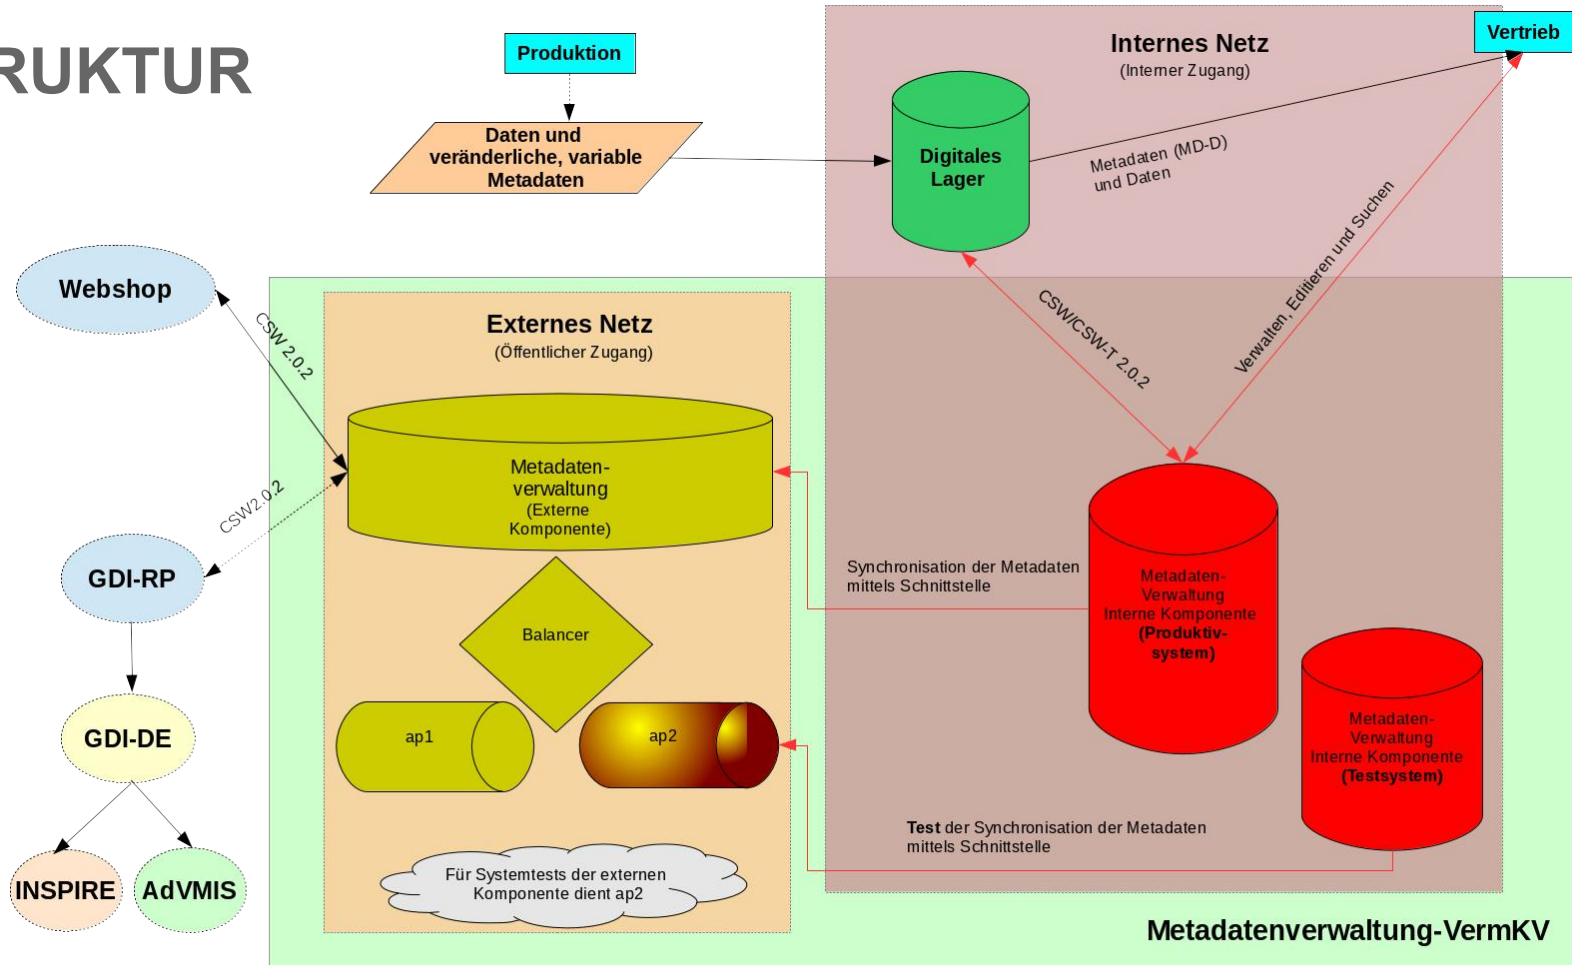 RUKTUR
Produktion
Daten und
veränderliche, variable
Metadaten
Internes Netz
(Interner Zugang)
Vertrieb
Digitales
Lager
Metadaten (MD-D)
und Daten
Verwalten, Editieren und Suchen
CSW/CSW-T 2.0.2
Webshop
CSW 2.0.2
Externes Netz
(Öffentlicher Zugang)
Metadaten-
verwaltung
(Externe
Komponente)
CSW2.0.2
GDI-RP
Balancer
Synchronisation der Metadaten
mittels Schnittstelle
Metadaten-
Verwaltung
Interne Komponente
(Produktiv-
system)
GDI-DE
ap1
ap2
Metadaten-
Verwaltung
Interne Komponente
(Testsystem)
Test der Synchronisation der Metadaten
mittels Schnittstelle
INSPIRE
AdVMIS
Für Systemtests der externen
Komponente dient ap2
Metadatenverwaltung-VermKV